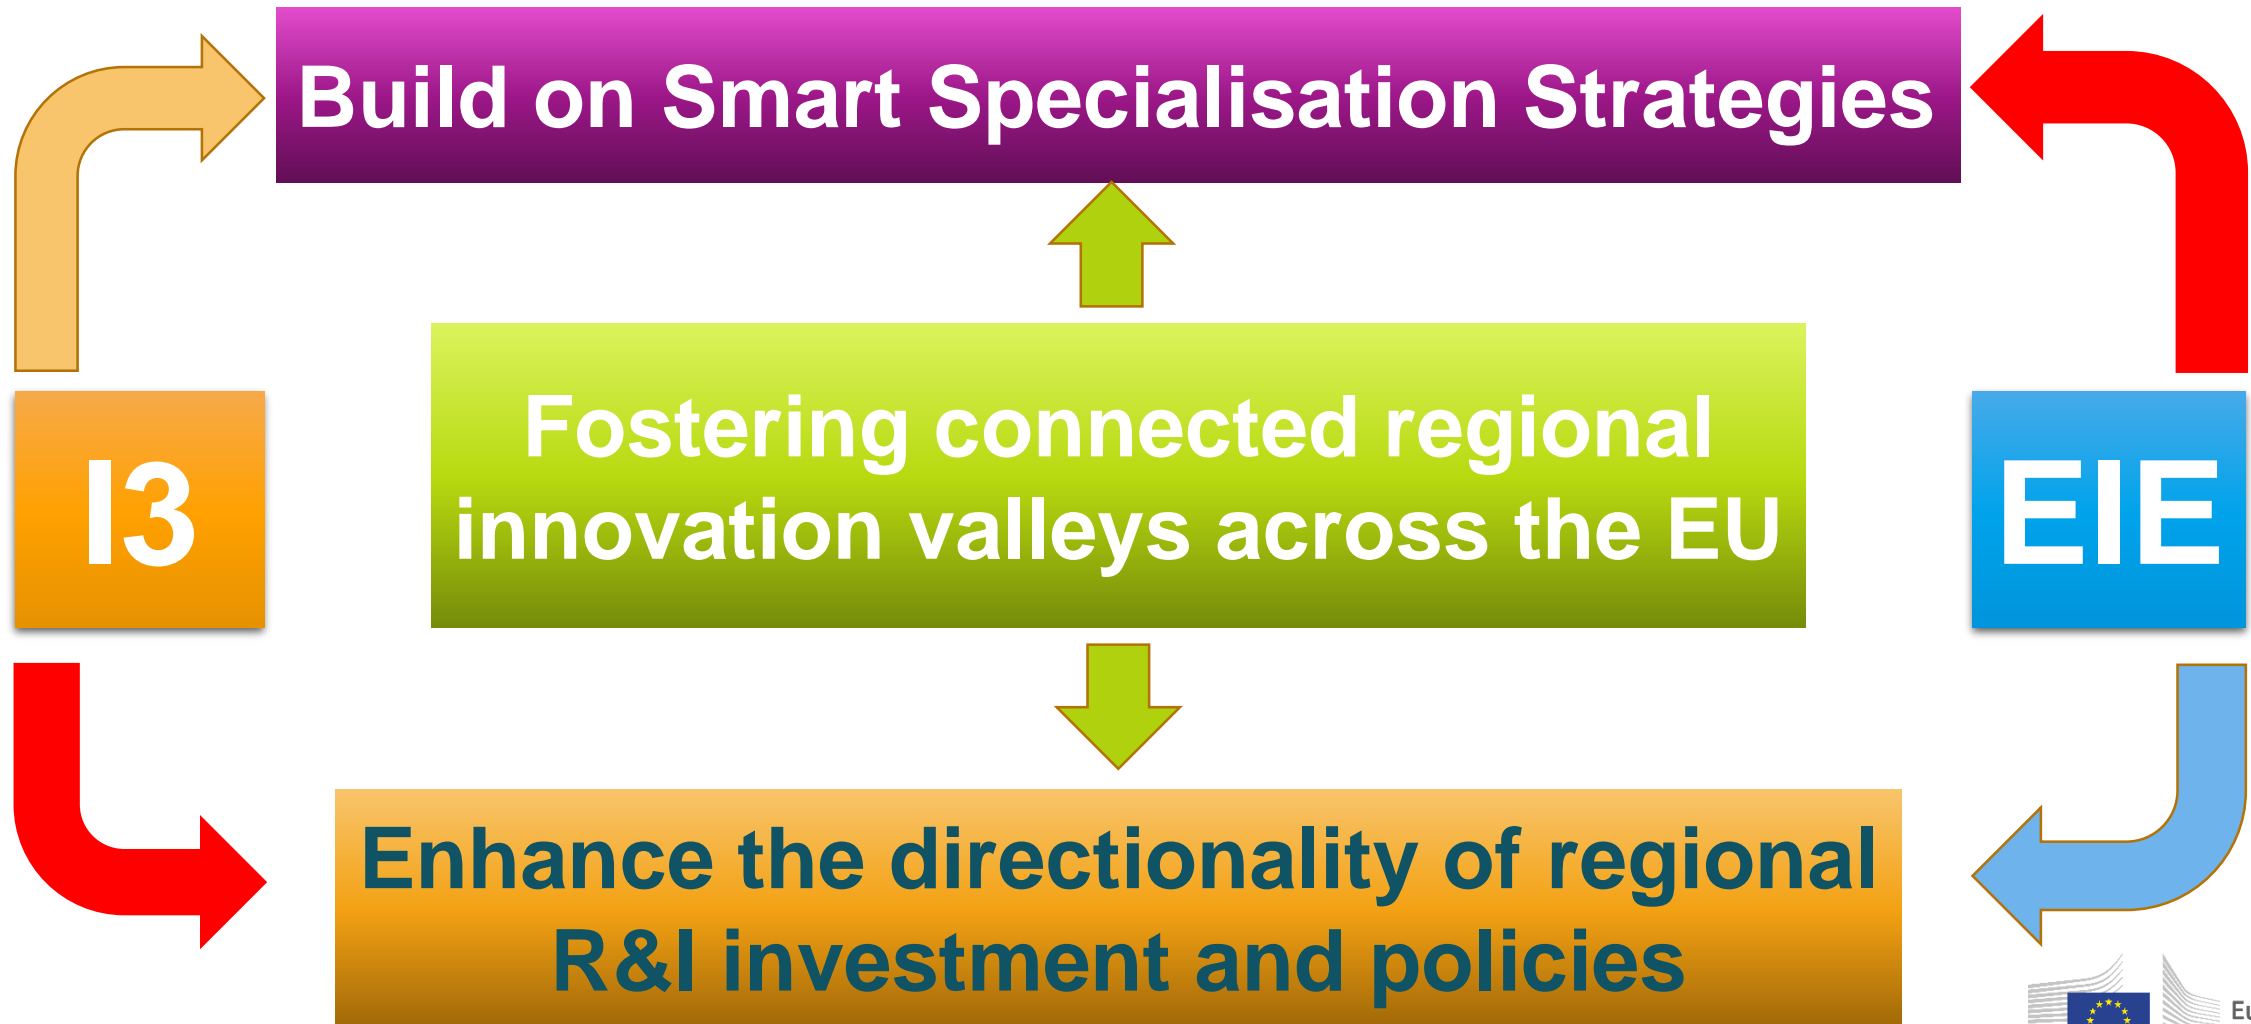 Build on Smart Specialisation Strategies
Fostering connected regional
innovation valleys across the EU
I3
EIE
Enhance the directionality of regional
R&I investment and policies